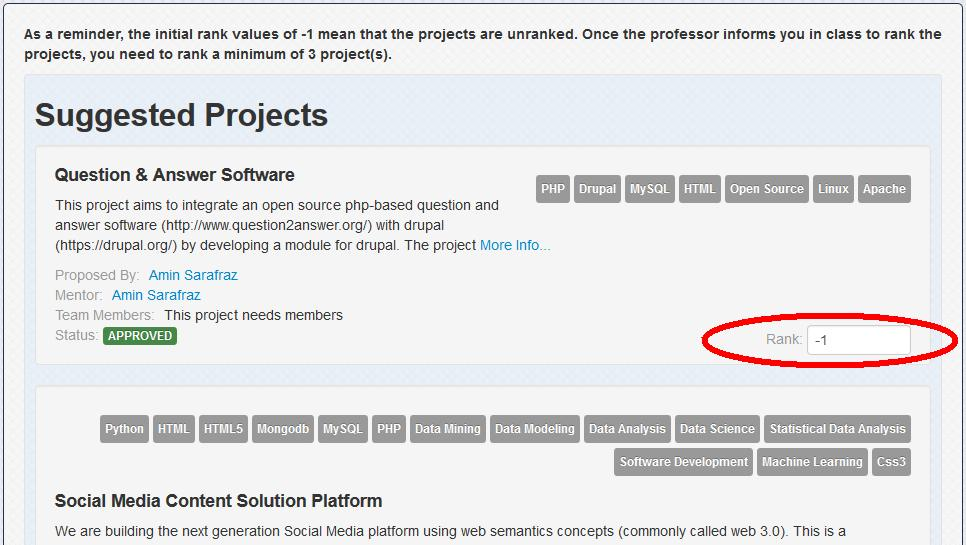 As a reminder, the initial rank values of -1 mean that the projects are unranked. Once the professor informs you in class to rank the
projects, you need to rank a minimum of 3 project(s).
Suggested Projects
Question & Answer Software
PHP Drupal MySQL HTML Open Source Linux Apache
This project aims to integrate an open source php-based question and
answer software (http://www.question2answer.org/) with drupal
(https://drupal.org/) by developing a module for drupal. The project More Info...
Proposed By: Amin Sarafraz
Mentor: Amin Sarafraz
Team Members: This project needs members
Status: APPROVED
Rank: -1
Python HTML HTML5 Mongodb MySQL PHP Data Mining Data Modeling Data Analysis Data Science Statistical Data Analysis
Software Development Machine Learning Css3
Social Media Content Solution Platform
We are building the next generation Social Media platform using web semantics concepts (commonly called web 3.0). This is a